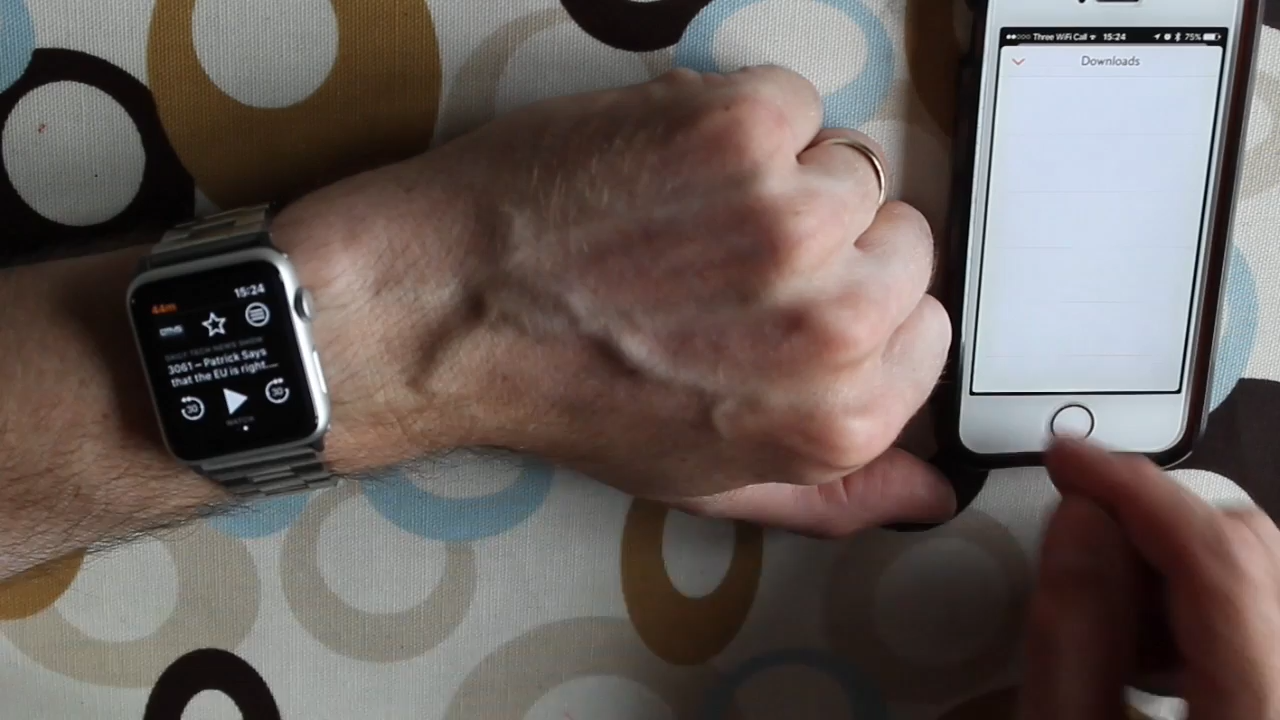 15:24
44m
DAILY TECH NEWS SHOW
3061 – Patrick Says
that the EU is right....
30
30
WATCH
Three WiFi Call 15:24 75%
Downloads